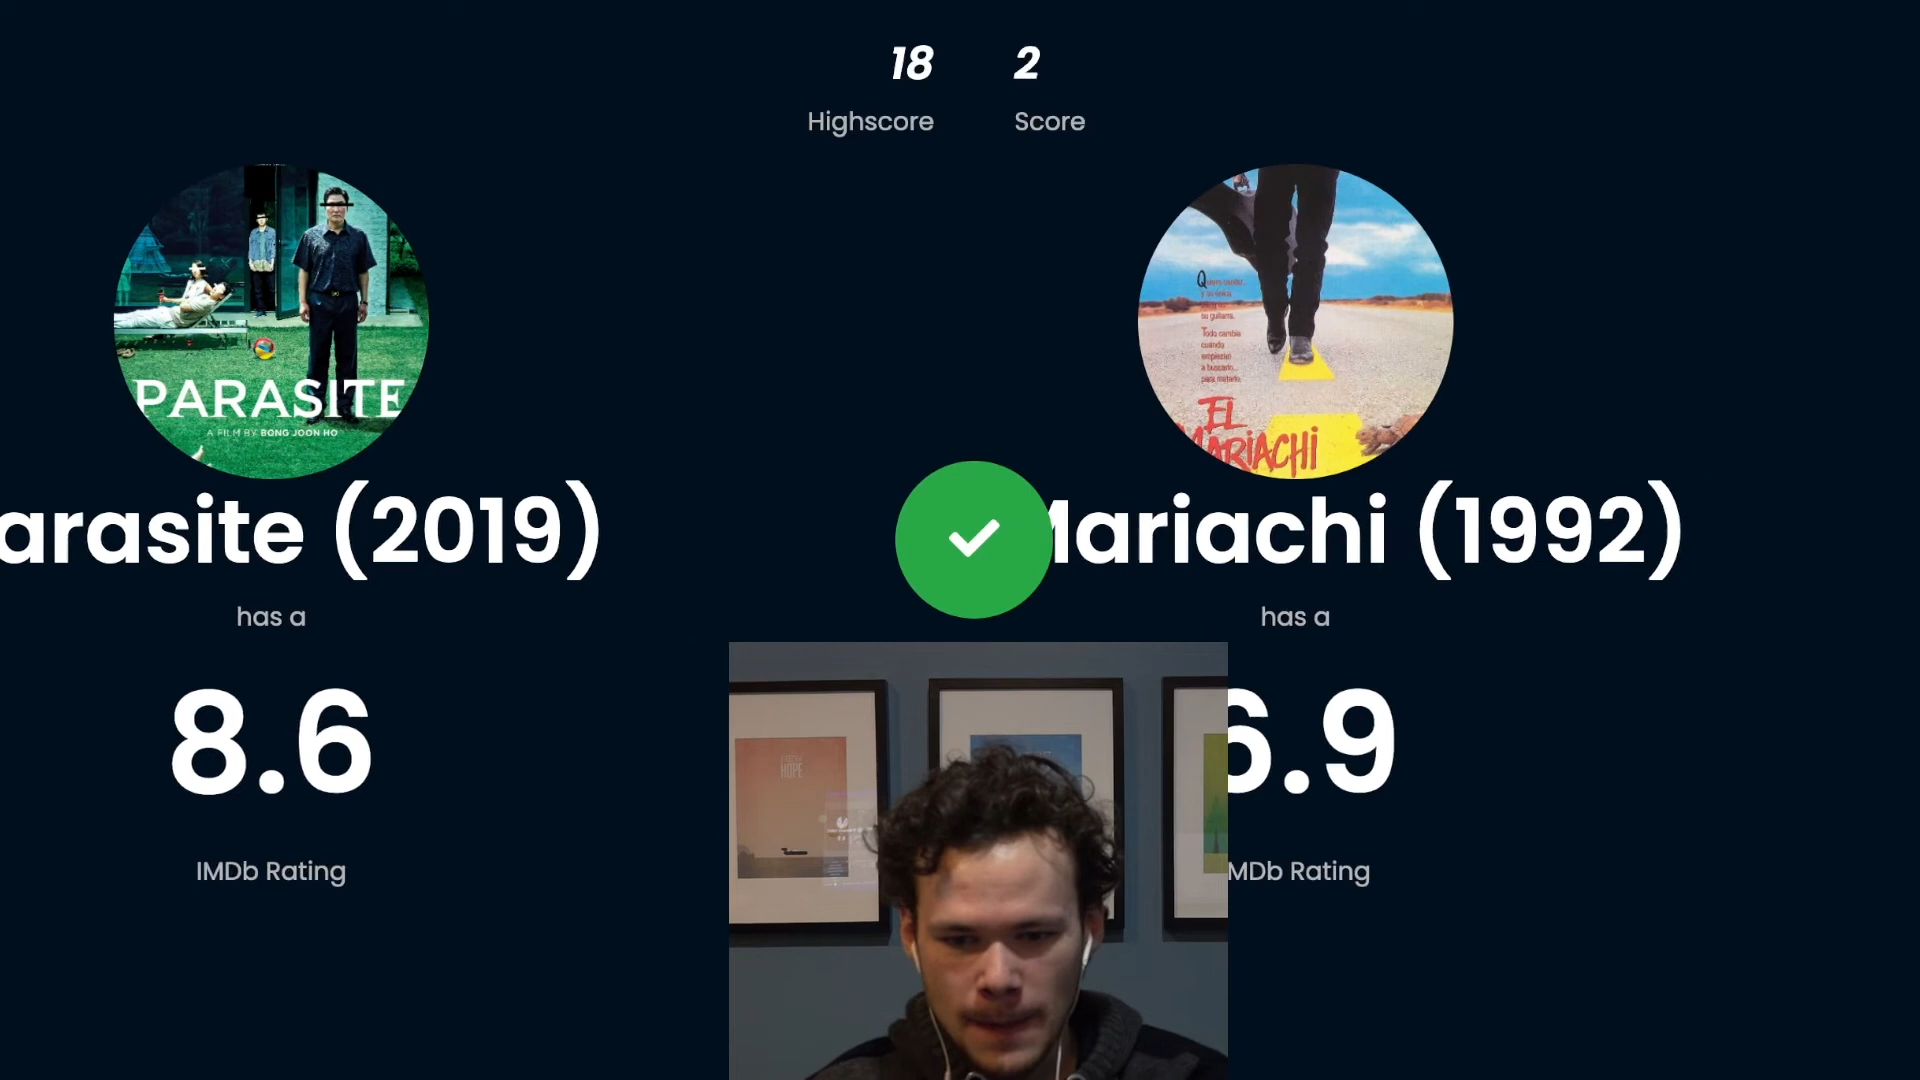 18 2
Highscore Score
PARASITE
A FILM BY BONG JOON HO
EL
MARIACHI
arasite (2019)
Mariachi (1992)
has a
has a
8.6
6.9
HOPE
IMDb Rating
MDb Rating